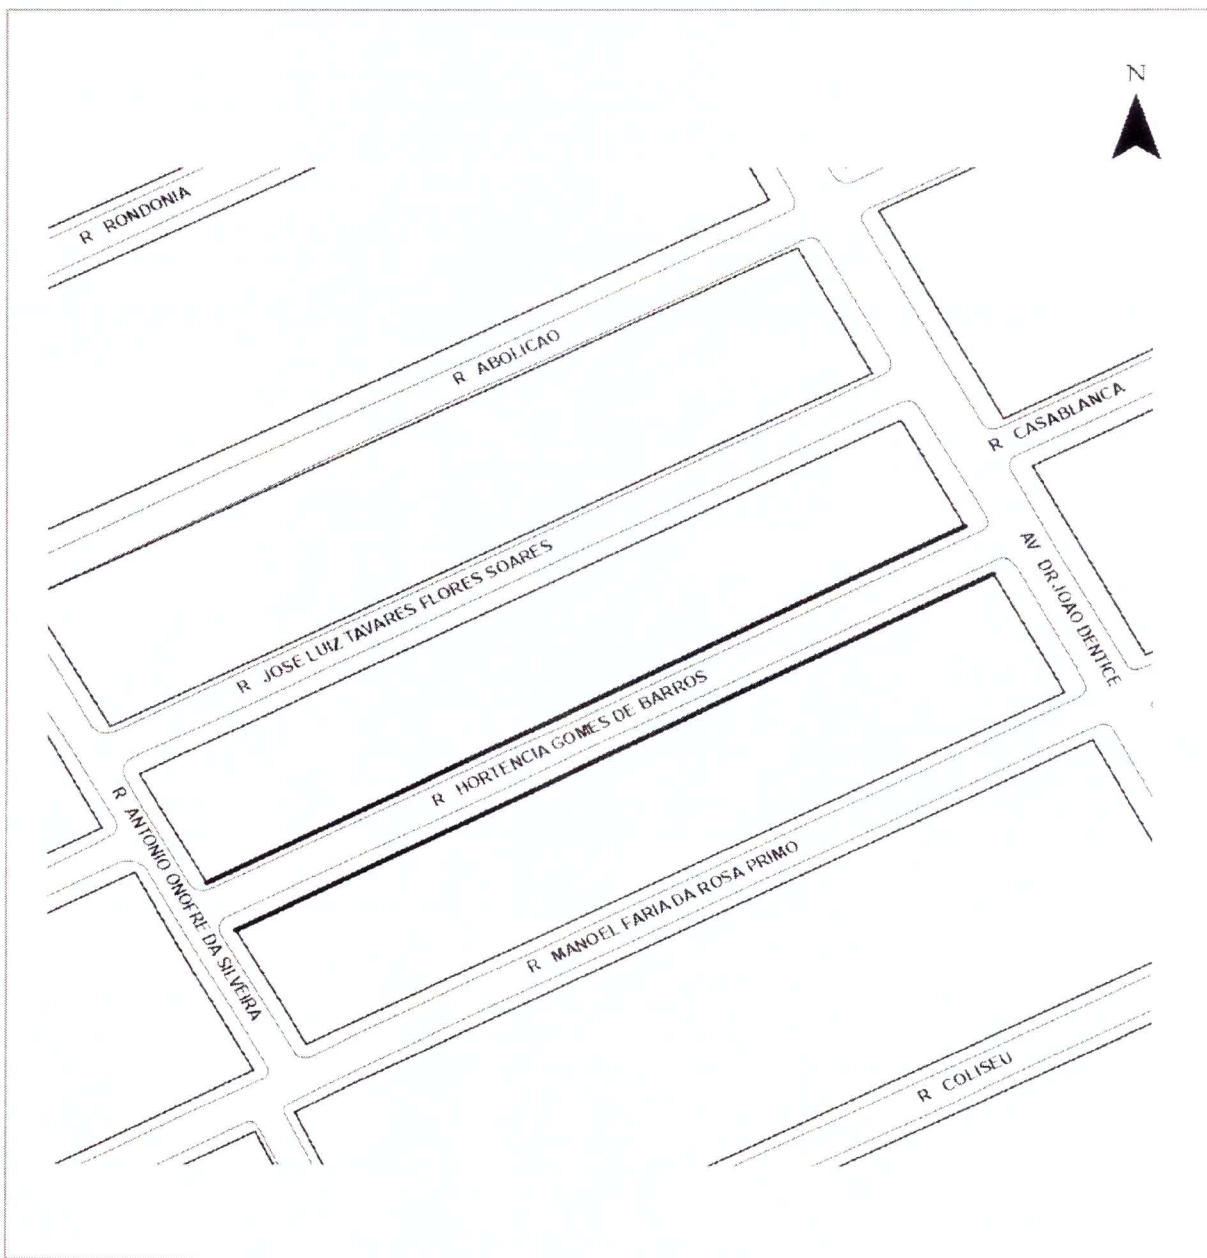 N
R RONDONIA
R ABOLICAO
R CASABLANCA
R JOSE LUIZ TAVARES FLORES SOARES
AV DR JOAO DENTICE
R HORTENCIA GOMES DE BARROS
R ANTONIO ONOFRE DA SILVEIRA
R MANOEL FARIA DA ROSA PRIMO
R COLISEU